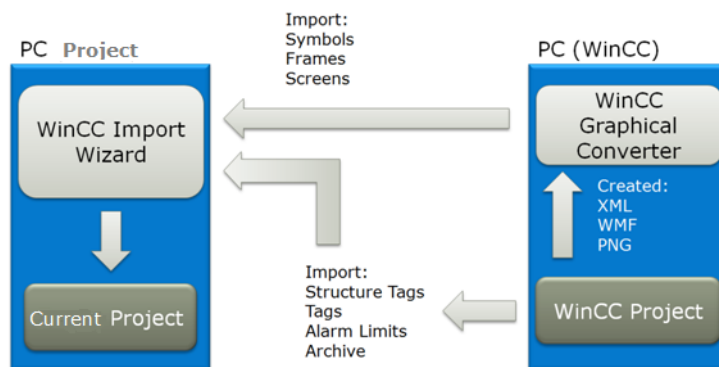 PC Project
WinCC Import
Wizard
Current Project
Import:
Symbols
Frames
Screens
Import:
Structure Tags
Tags
Alarm Limits
Archive
PC (WinCC)
WinCC
Graphical
Converter
Created:
XML
WMF
PNG
WinCC Project